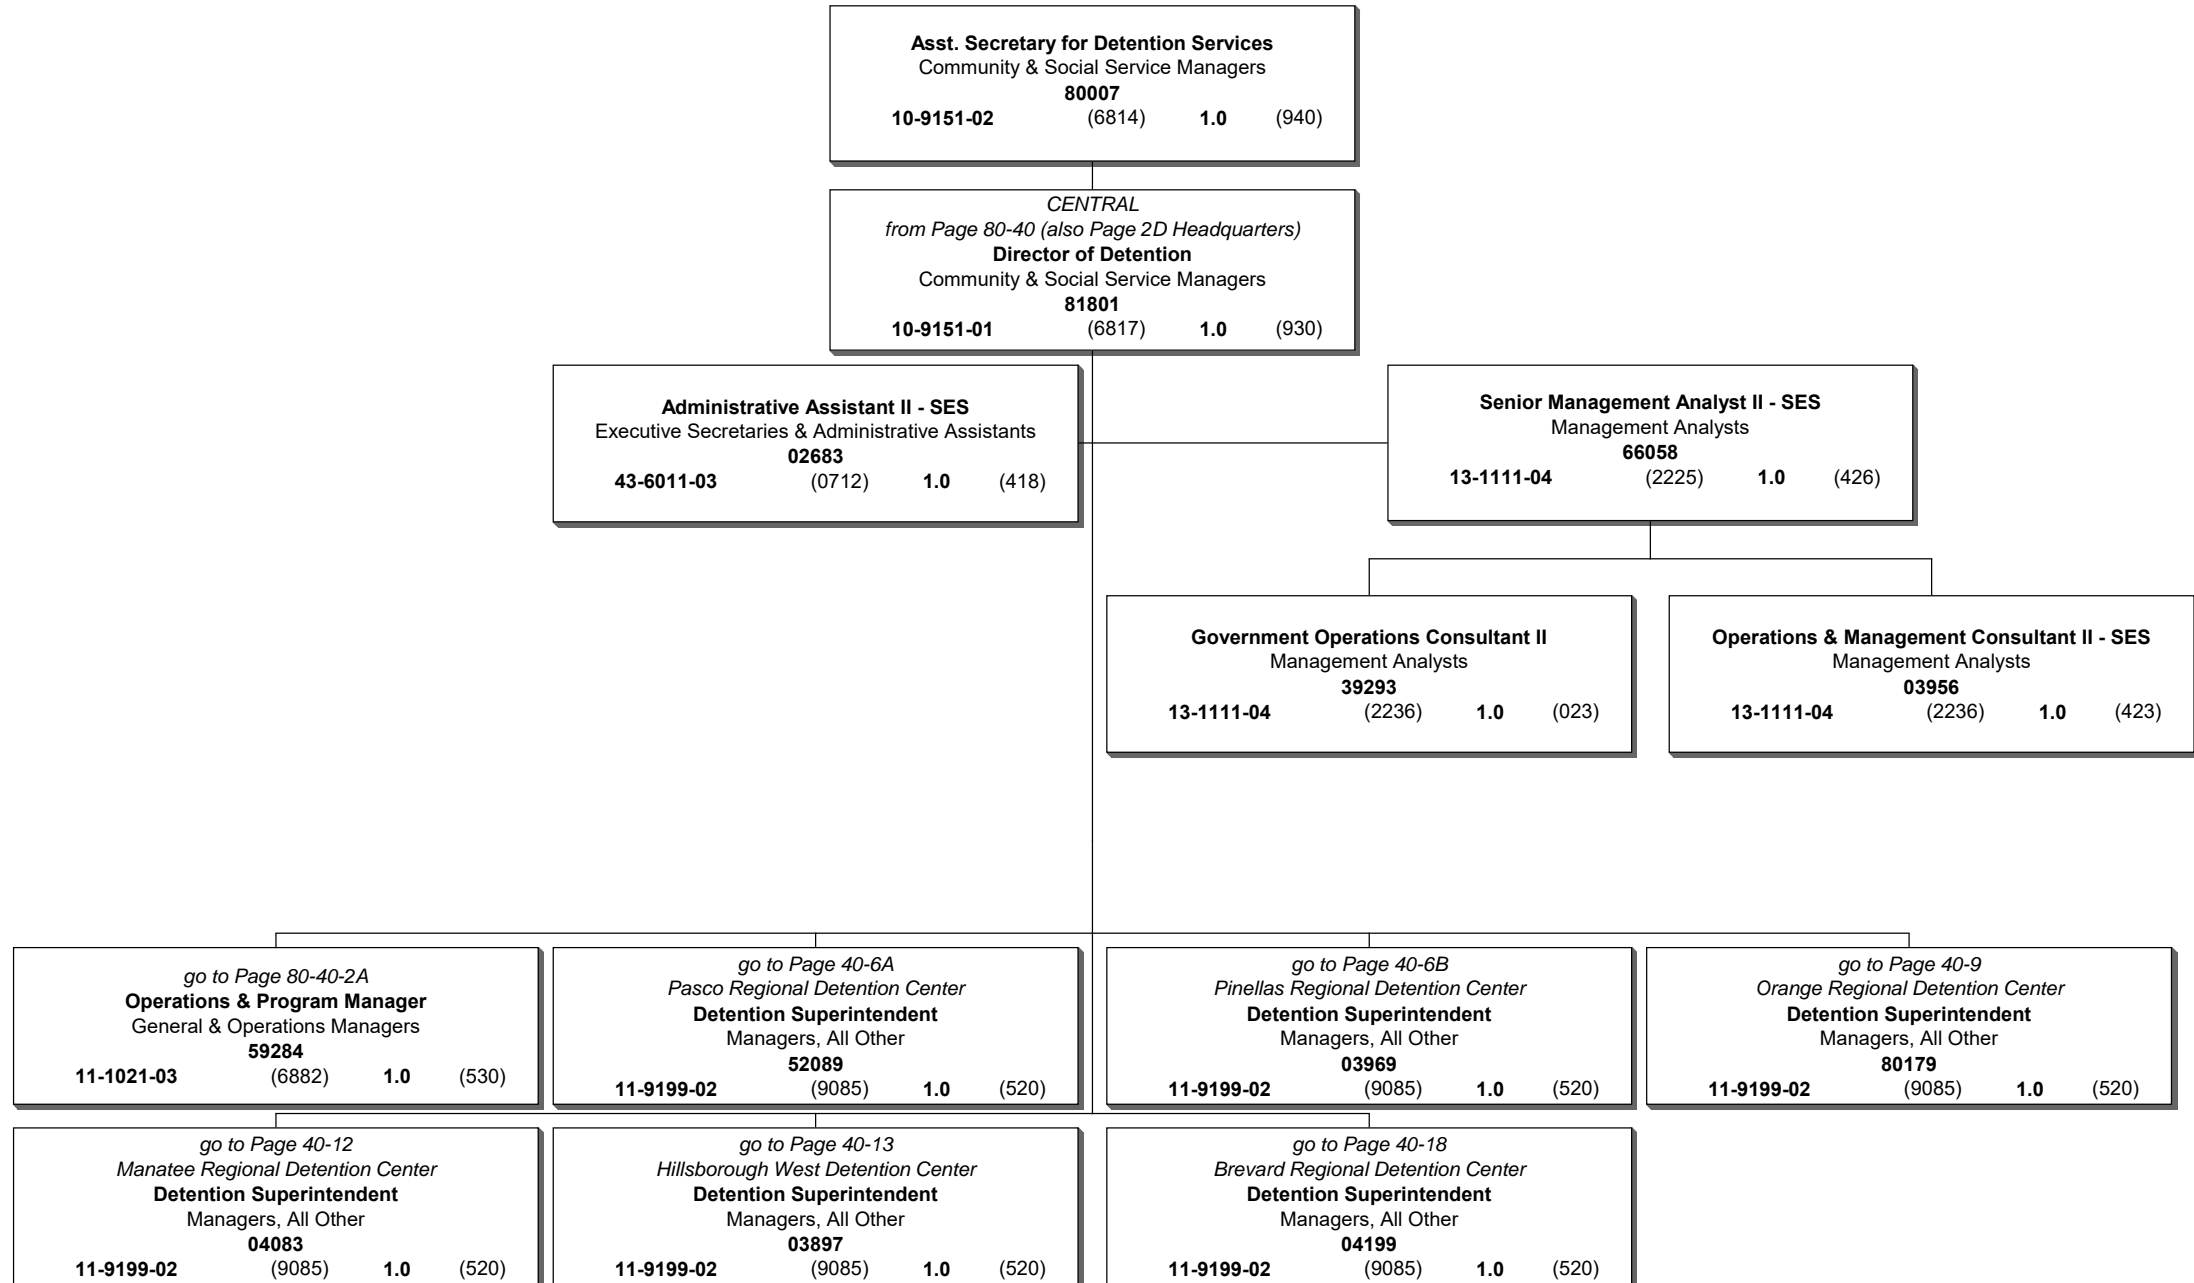 Asst. Secretary for Detention Services
Community & Social Service Managers
80007
10-9151-02 (6814) 1.0 (940)
CENTRAL
from Page 80-40 (also Page 2D Headquarters)
Director of Detention
Community & Social Service Managers
81801
10-9151-01 (6817) 1.0 (930)
Administrative Assistant II - SES
Executive Secretaries & Administrative Assistants
02683
43-6011-03 (0712) 1.0 (418)
Senior Management Analyst II - SES
Management Analysts
66058
13-1111-04 (2225) 1.0 (426)
Government Operations Consultant II
Management Analysts
39293
13-1111-04 (2236) 1.0 (023)
Operations & Management Consultant II - SES
Management Analysts
03956
13-1111-04 (2236) 1.0 (423)
go to Page 80-40-2A
Operations & Program Manager
General & Operations Managers
59284
11-1021-03 (6882) 1.0 (530)
go to Page 40-6A
Pasco Regional Detention Center
Detention Superintendent
Managers, All Other
52089
11-9199-02 (9085) 1.0 (520)
go to Page 40-6B
Pinellas Regional Detention Center
Detention Superintendent
Managers, All Other
03969
11-9199-02 (9085) 1.0 (520)
go to Page 40-9
Orange Regional Detention Center
Detention Superintendent
Managers, All Other
80179
11-9199-02 (9085) 1.0 (520)
go to Page 40-12
Manatee Regional Detention Center
Detention Superintendent
Managers, All Other
04083
11-9199-02 (9085) 1.0 (520)
go to Page 40-13
Hillsborough West Detention Center
Detention Superintendent
Managers, All Other
03897
11-9199-02 (9085) 1.0 (520)
go to Page 40-18
Brevard Regional Detention Center
Detention Superintendent
Managers, All Other
04199
11-9199-02 (9085) 1.0 (520)